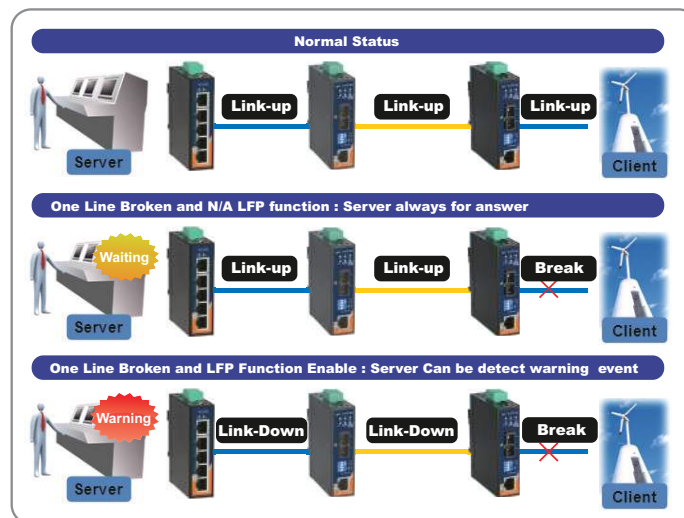 Normal Status
Link-up Link-up Link-up
Server Client
One Line Broken and N/A LFP function : Server always for answer
Waiting
Link-up Link-up Break
Server Client
One Line Broken and LFP Function Enable : Server Can be detect warning event
Warning
Link-Down Link-Down Break
Server Client